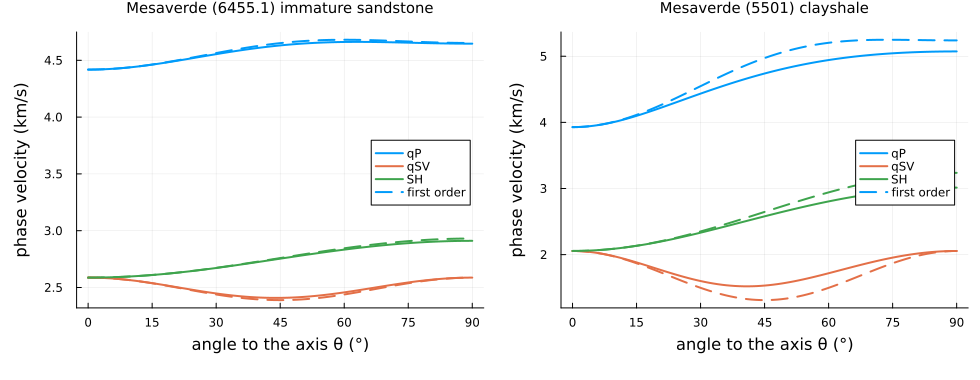 Mesaverde (6455.1) immature sandstone
phase velocity (km/s)
4.5
4.0
3.5
3.0
2.5
qP
qSV
SH
first order
0 15 30 45 60 75 90
angle to the axis θ (°)
Mesaverde (5501) clayshale
phase velocity (km/s)
5
4
3
2
qP
qSV
SH
first order
0 15 30 45 60 75 90
angle to the axis θ (°)